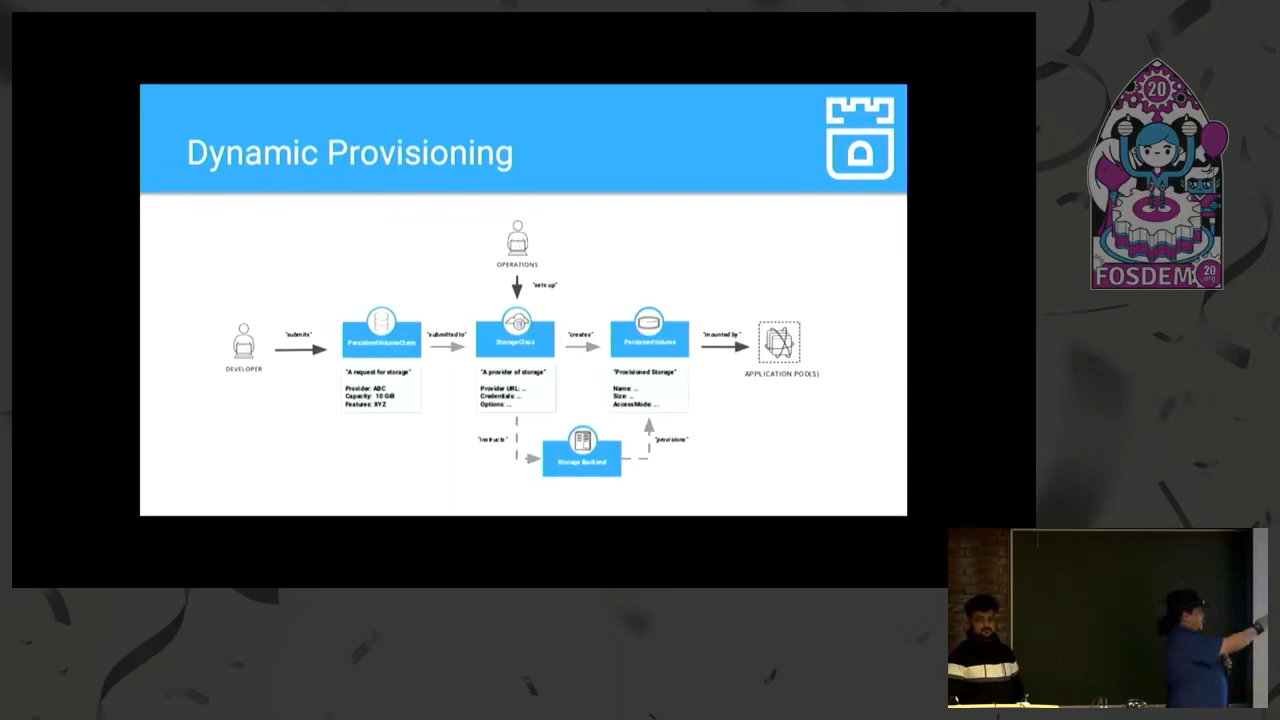 Dynamic Provisioning
D
OPERATIONS
"sets up"
DEVELOPER
"submits"
PersistentVolumeClaim
"A request for storage"
Provider: ABC
Capacity: 10 GiB
Features: XYZ
"submitted to"
StorageClass
"A provider of storage"
Provider URL: ...
Credentials: ...
Options: ...
"creates"
PersistentVolume
"Provisioned Storage"
Name: ...
Size: ...
AccessMode: ...
"mounted by"
APPLICATION POD(S)
"instructs"
Storage Backend
"provisions"
20
FOSDEM
20
.org